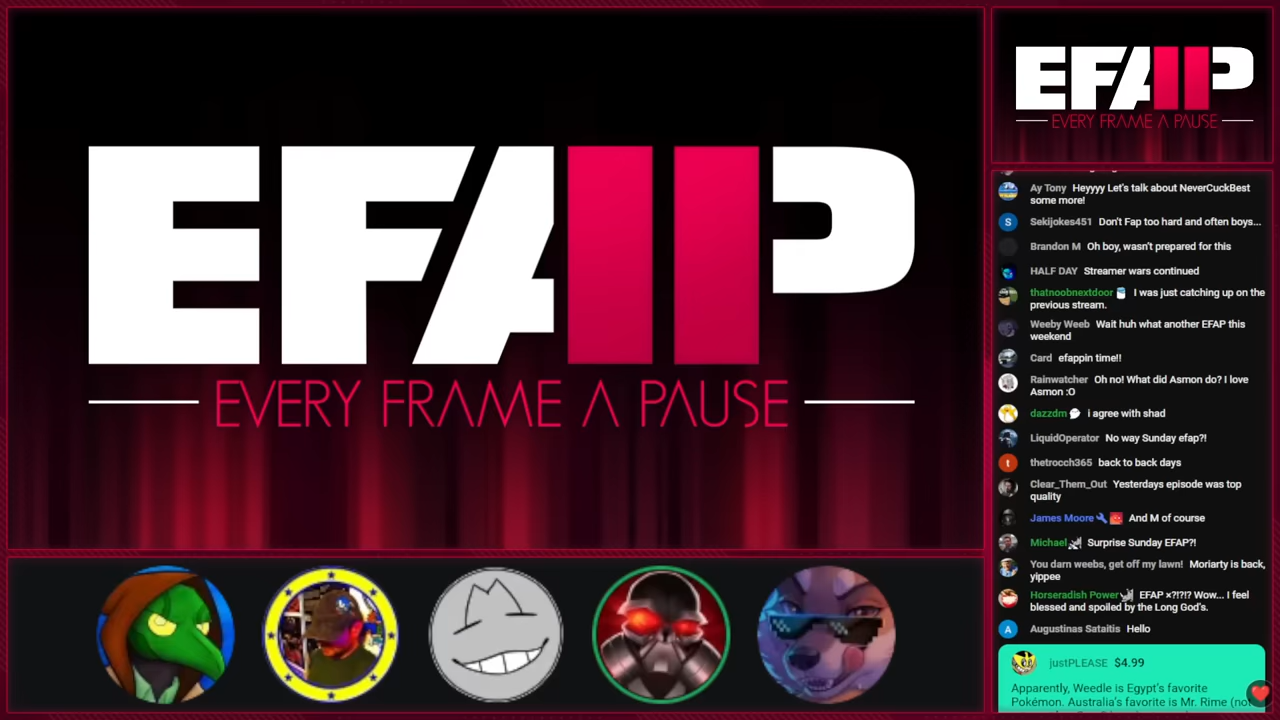 EFAP
EVERY FRAME A PAUSE
EFAP
EVERY FRAME A PAUSE
Ay Tony Heyyyy Let's talk about NeverCuckBest
some more!
S Sekijokes451 Don't Fap too hard and often boys...
Brandon M Oh boy, wasn't prepared for this
HALF DAY Streamer wars continued
thatnoobnextdoor I was just catching up on the
previous stream.
Weeby Weeb Wait huh what another EFAP this
weekend
Card efappin time!!
Rainwatcher Oh no! What did Asmon do? I love
Asmon :O
dazzdm i agree with shad
LiquidOperator No way Sunday efap?!
t thetrocch365 back to back days
Clear_Them_Out Yesterdays episode was top
quality
James Moore And M of course
Michael Surprise Sunday EFAP?!
You darn weebs, get off my lawn! Moriarty is back,
yippee
Horseradish Power EFAP ×?!?!? Wow... I feel
blessed and spoiled by the Long God's.
A Augustinas Sataitis Hello
justPLEASE $4.99
Apparently, Weedle is Egypt's favorite
Pokémon. Australia's favorite is Mr. Rime (not